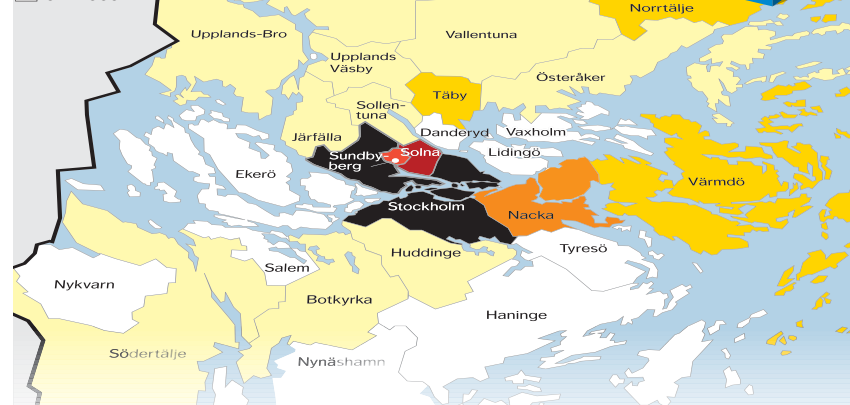 Norrtälje
Upplands-Bro
Vallentuna
Upplands
Väsby
Österåker
Täby
Sollen-
tuna
Danderyd
Vaxholm
Järfälla
Solna
Lidingö
Sundby
berg
Ekerö
Värmdö
Stockholm
Nacka
Tyresö
Huddinge
Salem
Nykvarn
Botkyrka
Haninge
Södertälje
Nynäshamn